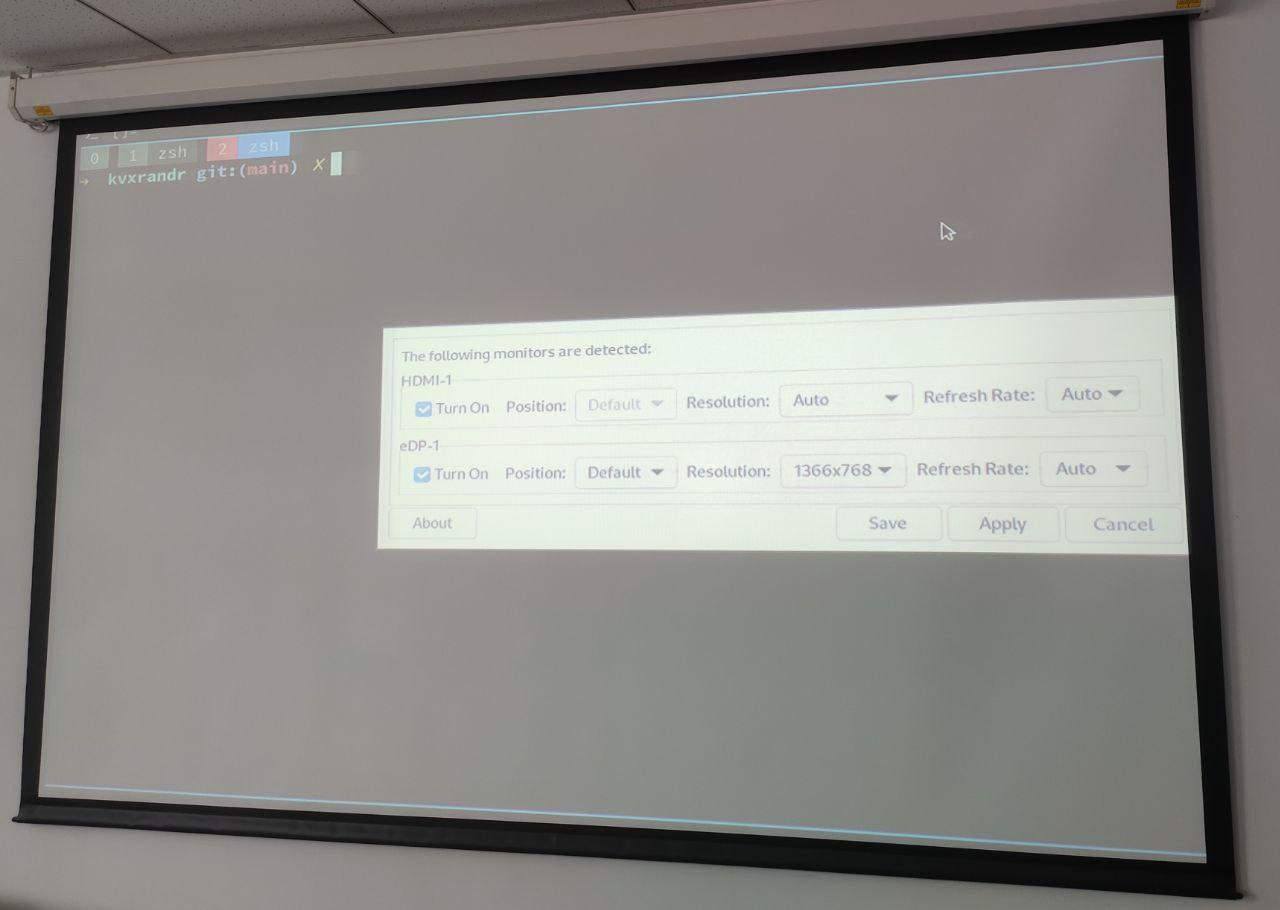 0 1 zsh 2 zsh
→ kvxrandr git:(main) ✗
The following monitors are detected:
HDMI-1
Turn On Position: Default Resolution: Auto Refresh Rate: Auto
eDP-1
Turn On Position: Default Resolution: 1366x768 Refresh Rate: Auto
About Save Apply Cancel